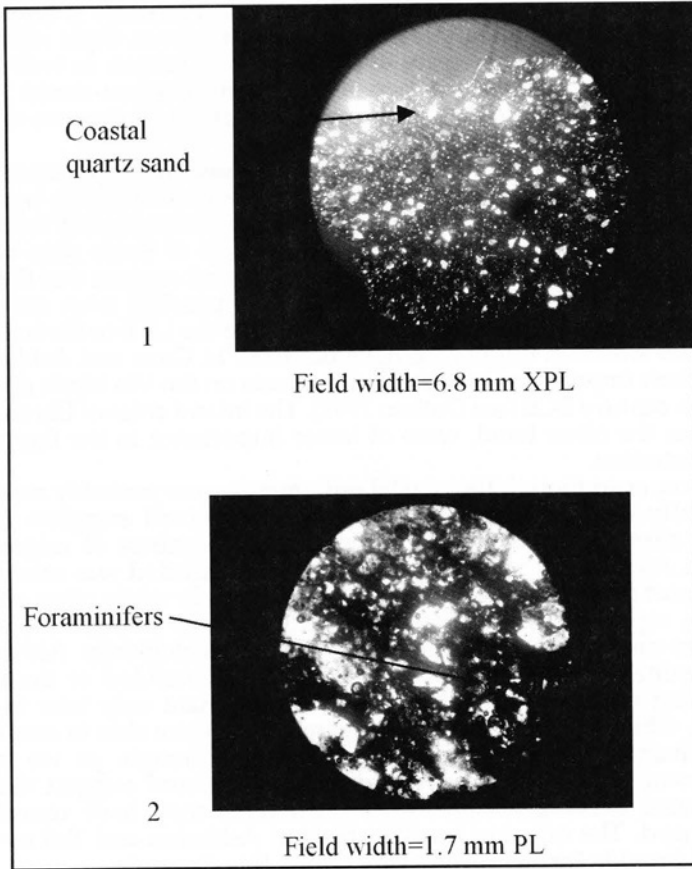 Coastal
quartz sand
1
Field width=6.8 mm XPL
Foraminifers
2
Field width=1.7 mm PL